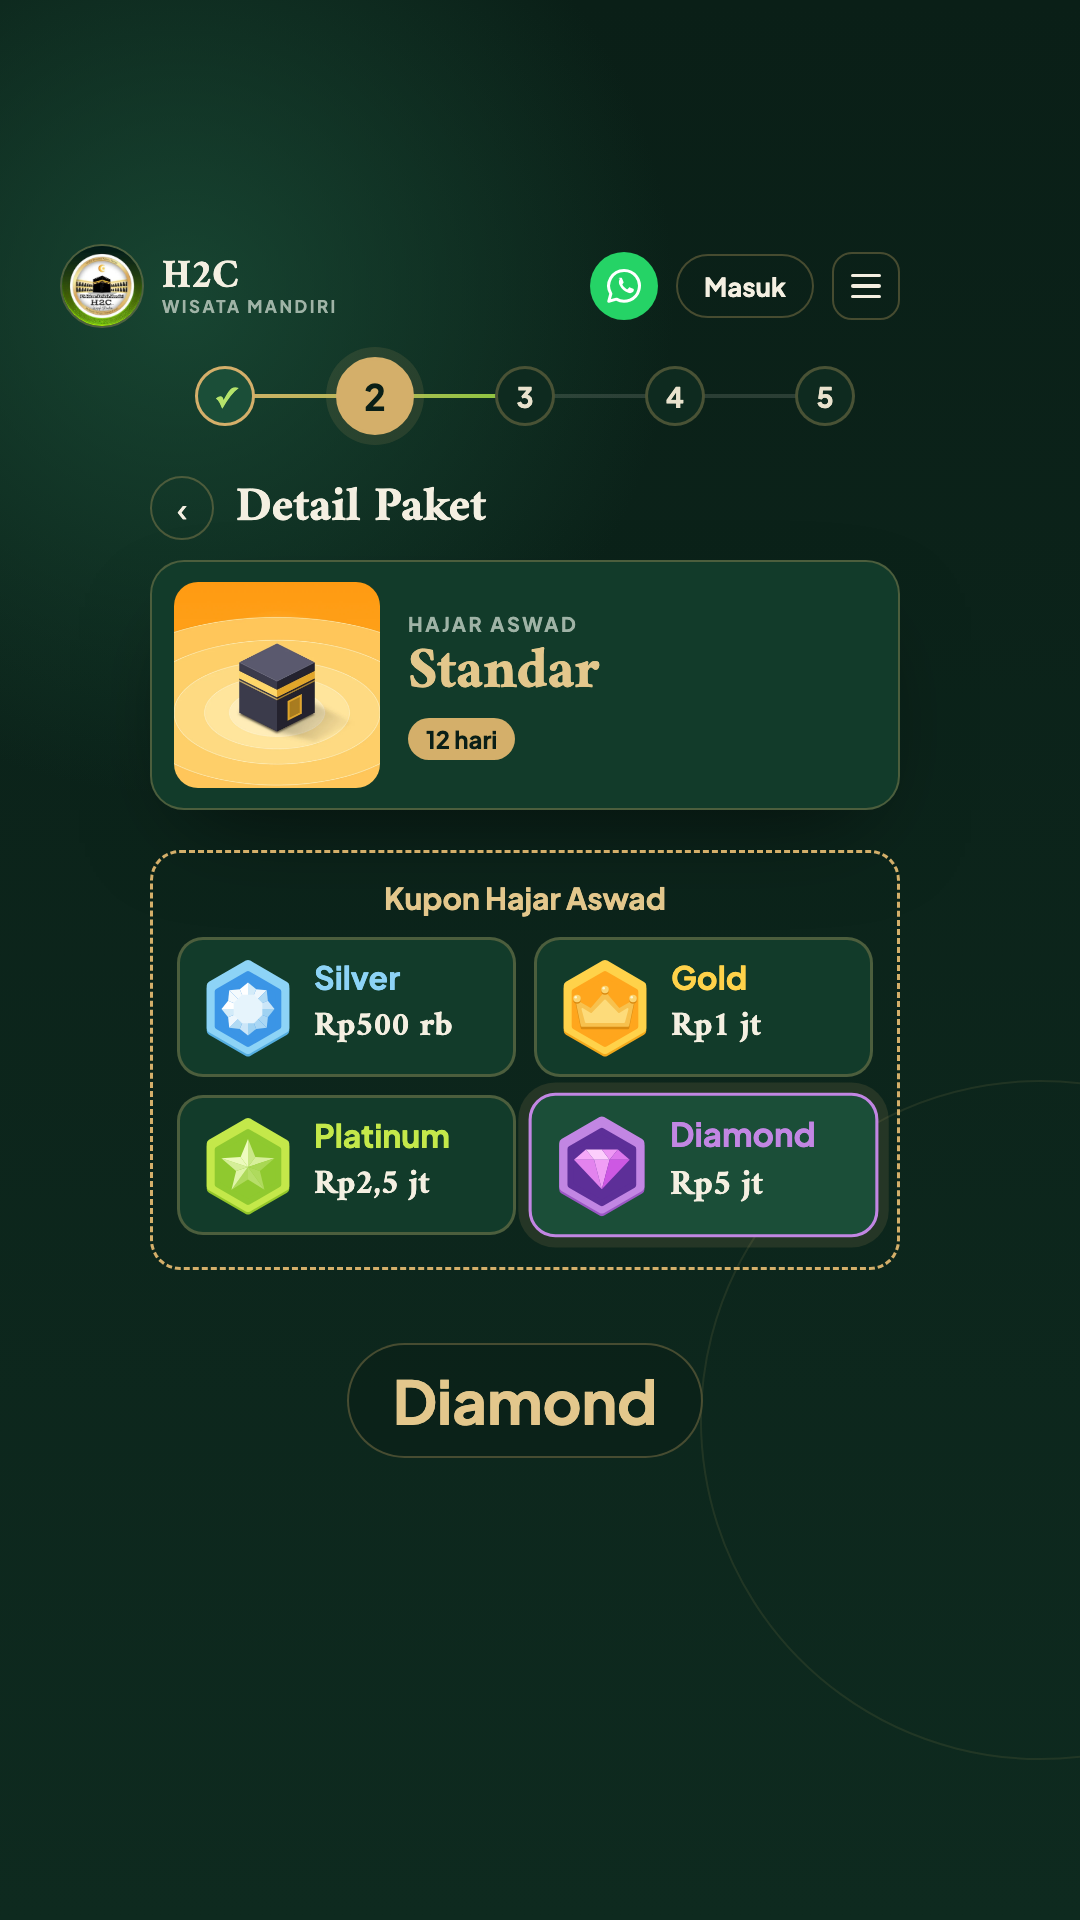 H2C
WISATA MANDIRI
H2C
Masuk
2
3
4
5
Detail Paket
HAJAR ASWAD
Standar
12 hari
Kupon Hajar Aswad
Silver
Rp500 rb
Gold
Rp1 jt
Platinum
Rp2,5 jt
Diamond
Rp5 jt
Diamond